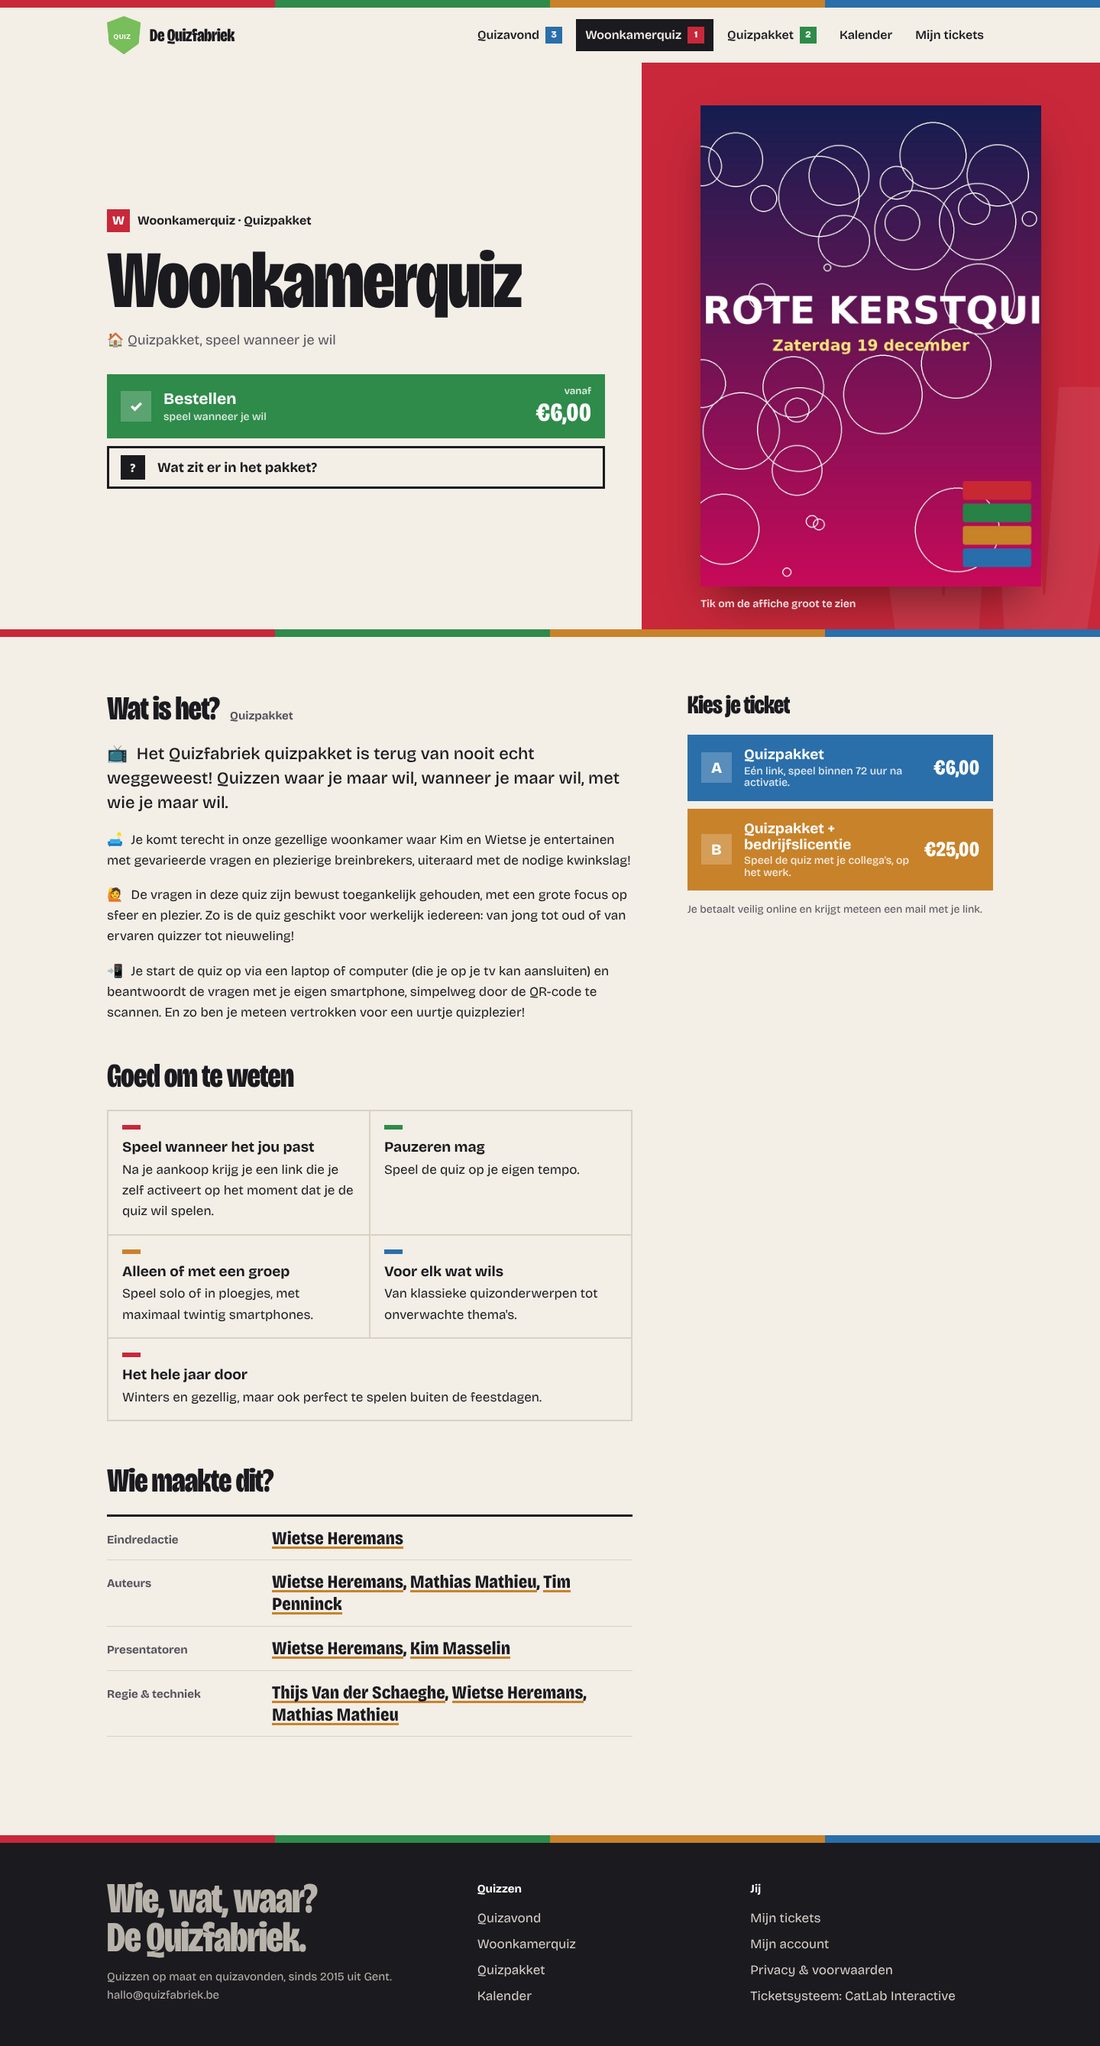 QUIZ
De Quizfabriek
Quizavond 3
Woonkamerquiz 1
Quizpakket 2
Kalender
Mijn tickets
W Woonkamerquiz · Quizpakket
Woonkamerquiz
🏠 Quizpakket, speel wanneer je wil
✓ Bestellen
speel wanneer je wil
vanaf
€6,00
? Wat zit er in het pakket?
ROTE KERSTQUI
Zaterdag 19 december
Tik om de affiche groot te zien
Wat is het? Quizpakket
📺 Het Quizfabriek quizpakket is terug van nooit echt
weggeweest! Quizzen waar je maar wil, wanneer je maar wil, met
wie je maar wil.
🛋️ Je komt terecht in onze gezellige woonkamer waar Kim en Wietse je entertainen
met gevarieerde vragen en plezierige breinbrekers, uiteraard met de nodige kwinkslag!
🙋 De vragen in deze quiz zijn bewust toegankelijk gehouden, met een grote focus op
sfeer en plezier. Zo is de quiz geschikt voor werkelijk iedereen: van jong tot oud of van
ervaren quizzer tot nieuweling!
📲 Je start de quiz op via een laptop of computer (die je op je tv kan aansluiten) en
beantwoordt de vragen met je eigen smartphone, simpelweg door de QR-code te
scannen. En zo ben je meteen vertrokken voor een uurtje quizplezier!
Kies je ticket
A Quizpakket
Eén link, speel binnen 72 uur na
activatie.
€6,00
B Quizpakket +
bedrijfslicentie
Speel de quiz met je collega's, op
het werk.
€25,00
Je betaalt veilig online en krijgt meteen een mail met je link.
Goed om te weten
Speel wanneer het jou past
Na je aankoop krijg je een link die je
zelf activeert op het moment dat je de
quiz wil spelen.
Pauzeren mag
Speel de quiz op je eigen tempo.
Alleen of met een groep
Speel solo of in ploegjes, met
maximaal twintig smartphones.
Voor elk wat wils
Van klassieke quizonderwerpen tot
onverwachte thema's.
Het hele jaar door
Winters en gezellig, maar ook perfect te spelen buiten de feestdagen.
Wie maakte dit?
Eindredactie Wietse Heremans
Auteurs Wietse Heremans, Mathias Mathieu, Tim
Penninck
Presentatoren Wietse Heremans, Kim Masselin
Regie & techniek Thijs Van der Schaeghe, Wietse Heremans,
Mathias Mathieu
Wie, wat, waar?
De Quizfabriek.
Quizzen op maat en quizavonden, sinds 2015 uit Gent.
hallo@quizfabriek.be
Quizzen
Quizavond
Woonkamerquiz
Quizpakket
Kalender
Jij
Mijn tickets
Mijn account
Privacy & voorwaarden
Ticketsysteem: CatLab Interactive